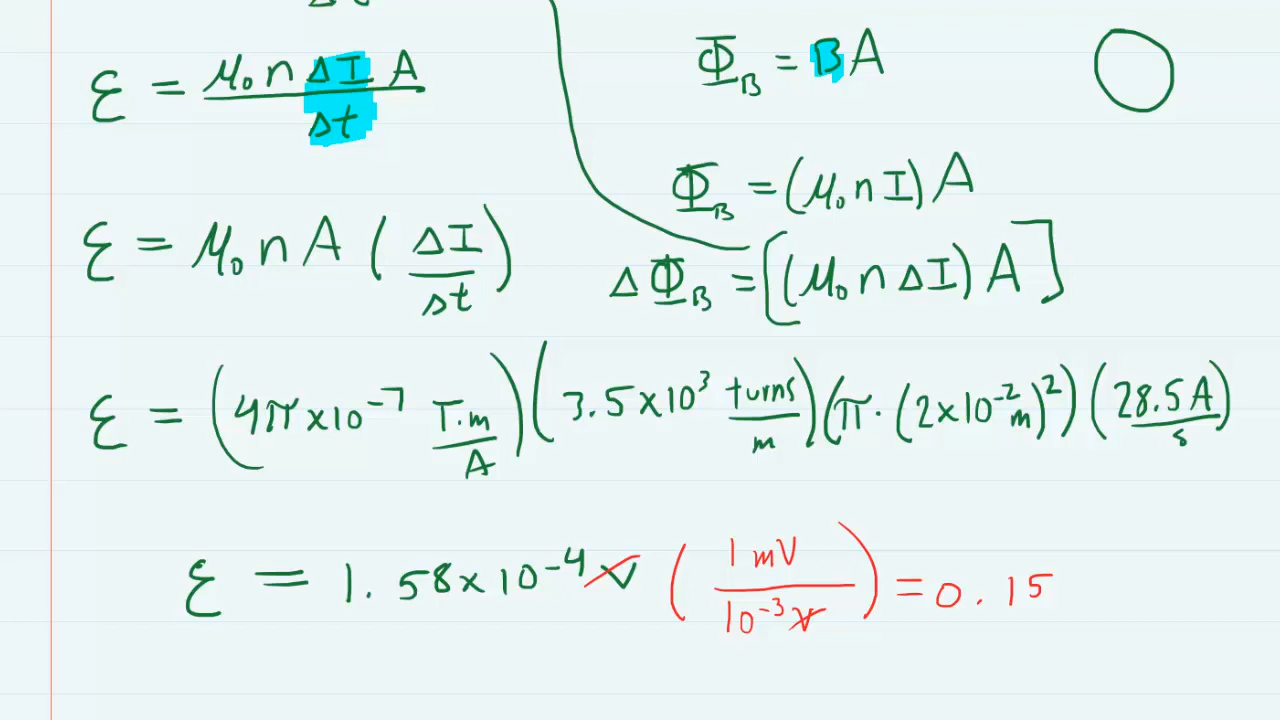 ε = μ₀ n ΔI A / Δt
Φ_B = B A
Φ_B = (μ₀ n I) A
ε = μ₀ n A (ΔI / Δt)
ΔΦ_B = [(μ₀ n ΔI) A]
ε = (4π×10⁻⁷ T·m / A)(3.5×10³ turns / m)(π·(2×10⁻² m)²)(28.5 A / s)
ε = 1.58×10⁻⁴ V (1 mV / 10⁻³ V) = 0.15